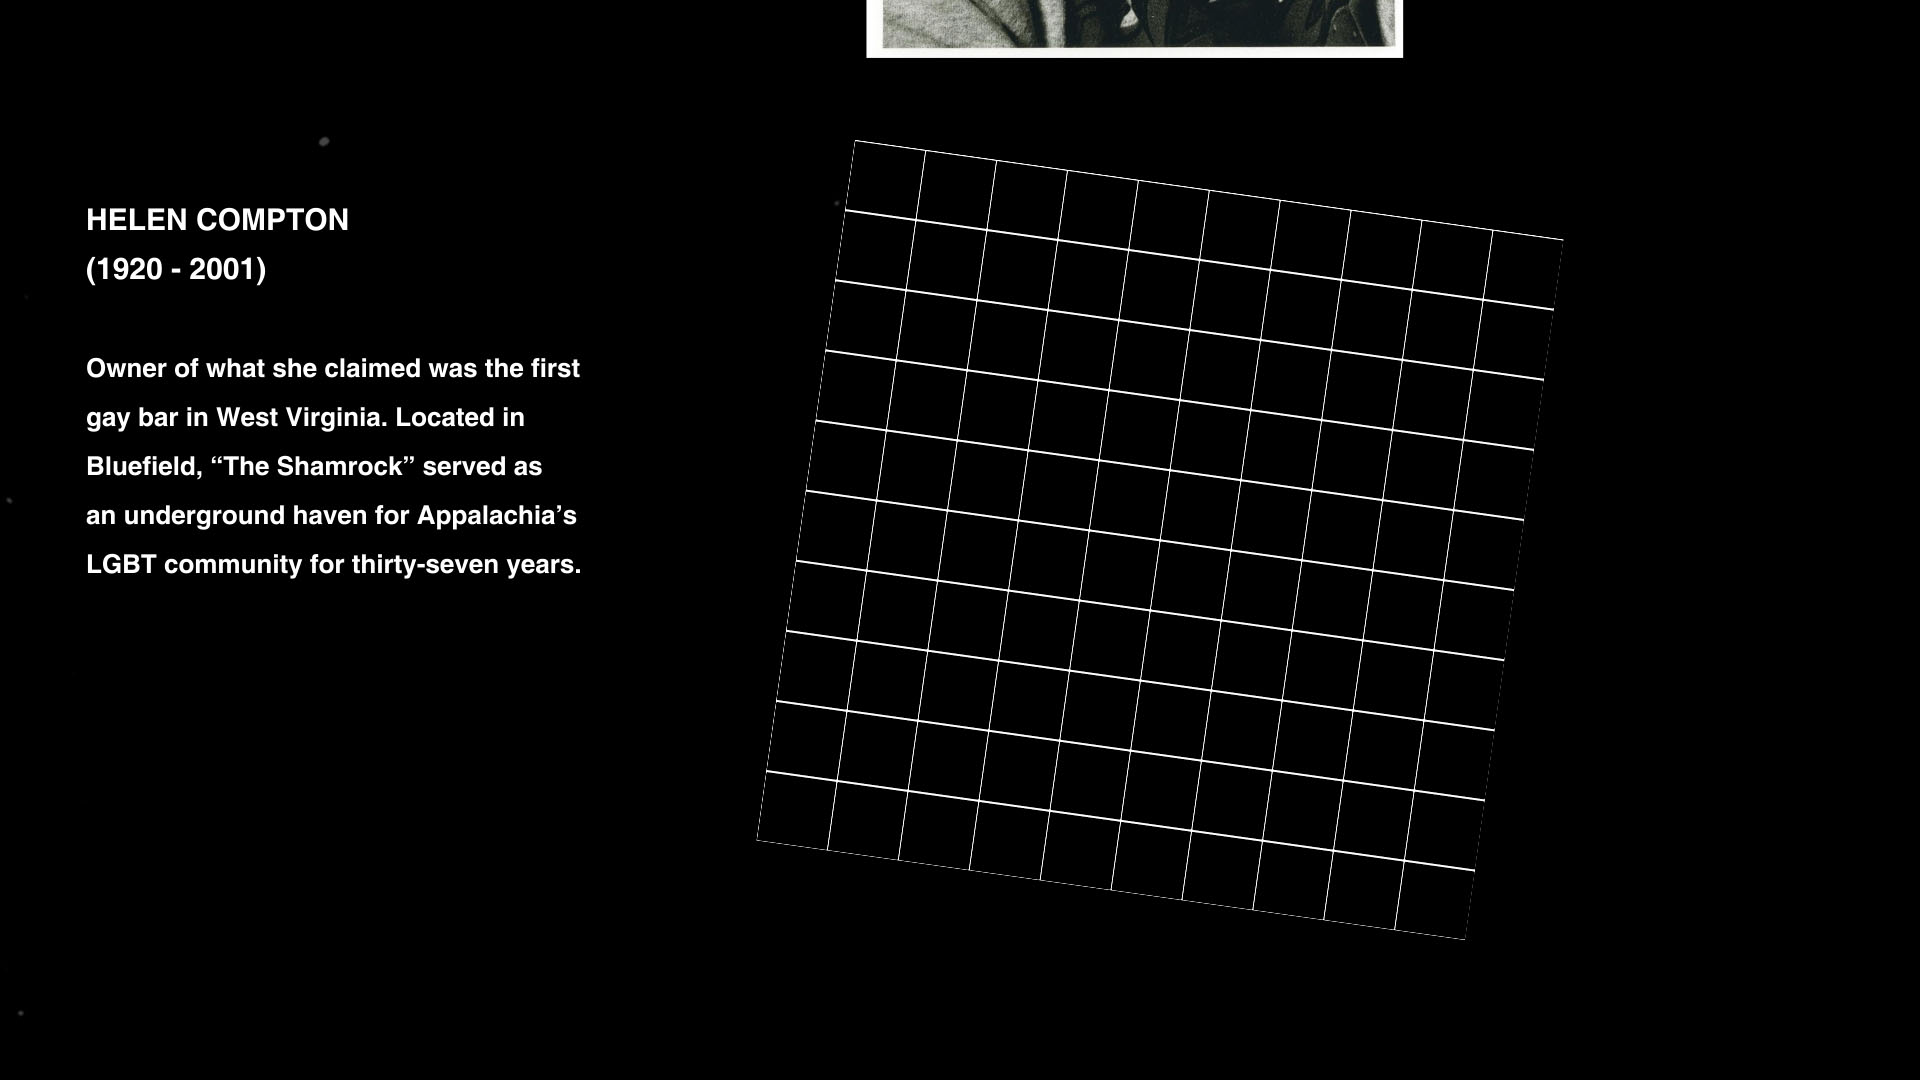 HELEN COMPTON
(1920 - 2001)
Owner of what she claimed was the first
gay bar in West Virginia. Located in
Bluefield, “The Shamrock” served as
an underground haven for Appalachia’s
LGBT community for thirty-seven years.